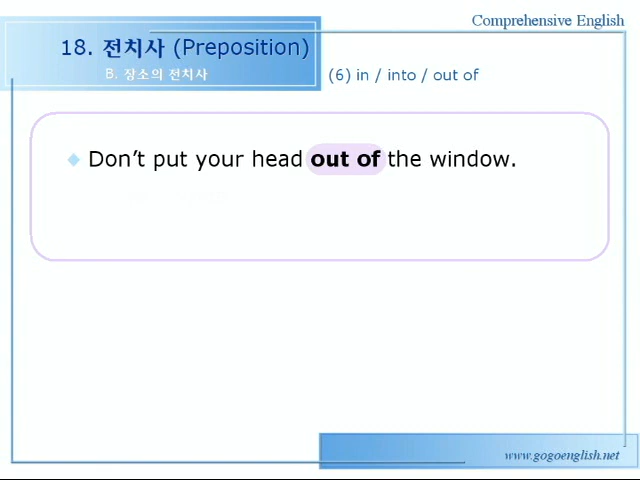 Comprehensive English
18. 전치사 (Preposition)
B. 장소의 전치사
(6) in / into / out of
Don't put your head out of the window.
www.gogoenglish.net